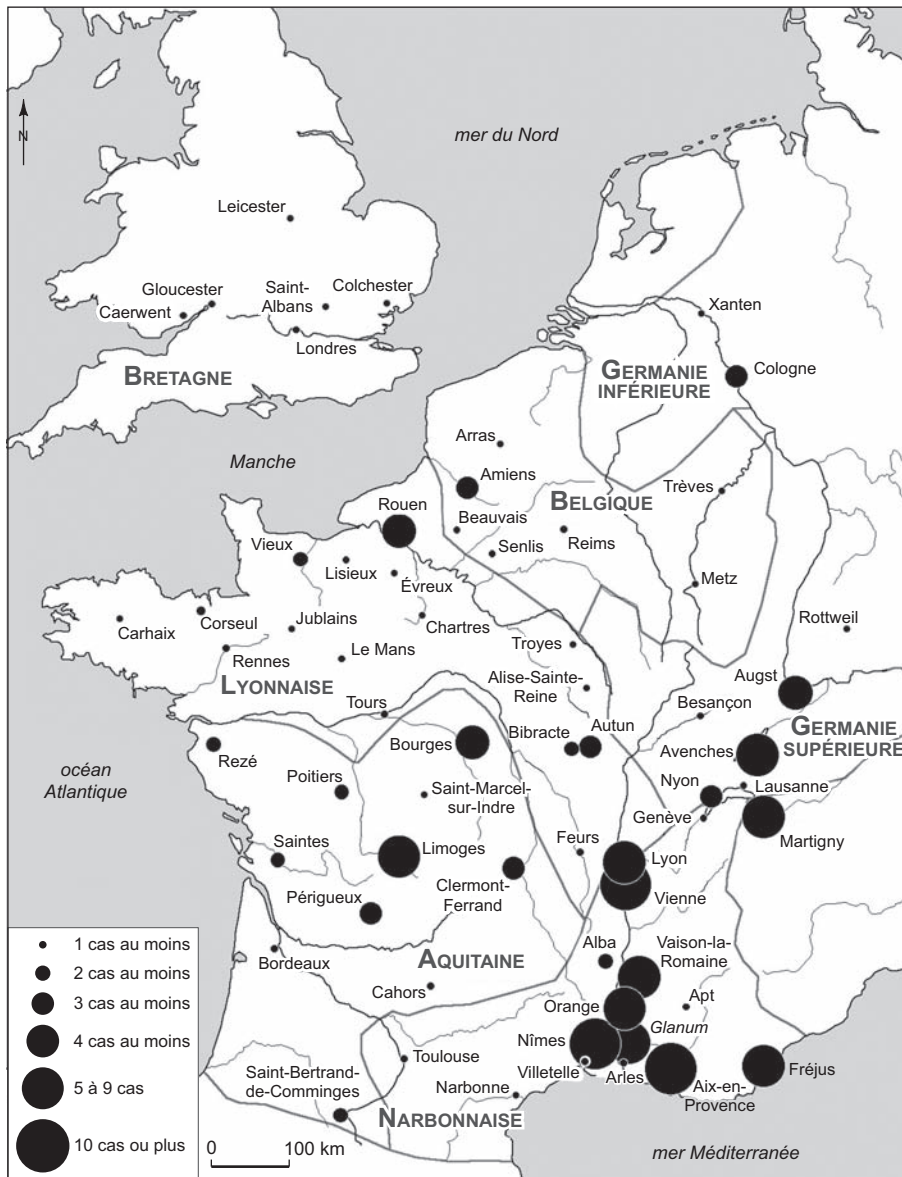 N
mer du Nord
Leicester
Gloucester
Saint-
Albans
Colchester
Caerwent
Londres
Xanten
BRETAGNE
GERMANIE
INFÉRIEURE
Cologne
Arras
Manche
Amiens
Trèves
BELGIQUE
Rouen
Beauvais
Reims
Vieux
Senlis
Lisieux
Évreux
Metz
Carhaix
Corseul
Jublains
Chartres
Rottweil
Rennes
Le Mans
Troyes
LYONNAISE
Alise-Sainte-
Reine
Augst
Tours
Besançon
GERMANIE
SUPÉRIEURE
Bourges
Bibracte
Autun
Avenches
Rezé
océan
Atlantique
Poitiers
Saint-Marcel-
sur-Indre
Nyon
Lausanne
Genève
Martigny
Saintes
Limoges
Feurs
Lyon
Clermont-
Ferrand
Vienne
Périgueux
Alba
Vaison-la-
Romaine
Bordeaux
AQUITAINE
Cahors
Apt
Orange
Glanum
Nîmes
Toulouse
Villetelle
Arles
Fréjus
Saint-Bertrand-
de-Comminges
Narbonne
Aix-en-
Provence
NARBONNAISE
mer Méditerranée
1 cas au moins
2 cas au moins
3 cas au moins
4 cas au moins
5 à 9 cas
10 cas ou plus
0 100 km